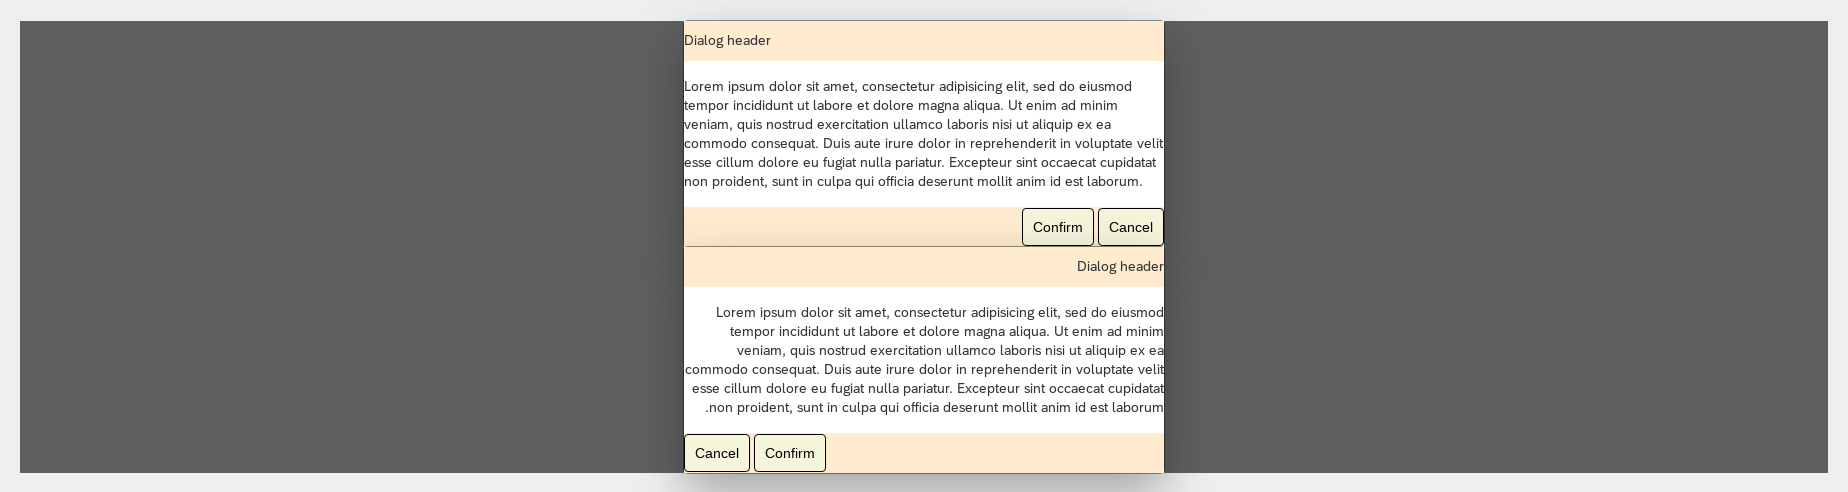 Dialog header
Lorem ipsum dolor sit amet, consectetur adipisicing elit, sed do eiusmod
tempor incididunt ut labore et dolore magna aliqua. Ut enim ad minim
veniam, quis nostrud exercitation ullamco laboris nisi ut aliquip ex ea
commodo consequat. Duis aute irure dolor in reprehenderit in voluptate velit
esse cillum dolore eu fugiat nulla pariatur. Excepteur sint occaecat cupidatat
non proident, sunt in culpa qui officia deserunt mollit anim id est laborum.
Confirm Cancel
Dialog header
Lorem ipsum dolor sit amet, consectetur adipisicing elit, sed do eiusmod
tempor incididunt ut labore et dolore magna aliqua. Ut enim ad minim
veniam, quis nostrud exercitation ullamco laboris nisi ut aliquip ex ea
commodo consequat. Duis aute irure dolor in reprehenderit in voluptate velit
esse cillum dolore eu fugiat nulla pariatur. Excepteur sint occaecat cupidatat
.non proident, sunt in culpa qui officia deserunt mollit anim id est laborum
Cancel Confirm